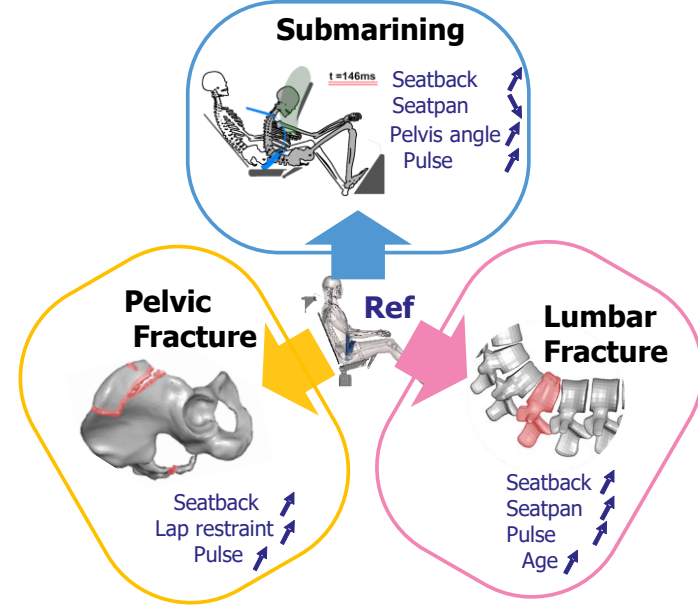 Submarining
t =146ms
Seatback
Seatpan
Pelvis angle
Pulse
Ref
Pelvic
Fracture
Seatback
Lap restraint
Pulse
Lumbar
Fracture
Seatback
Seatpan
Pulse
Age